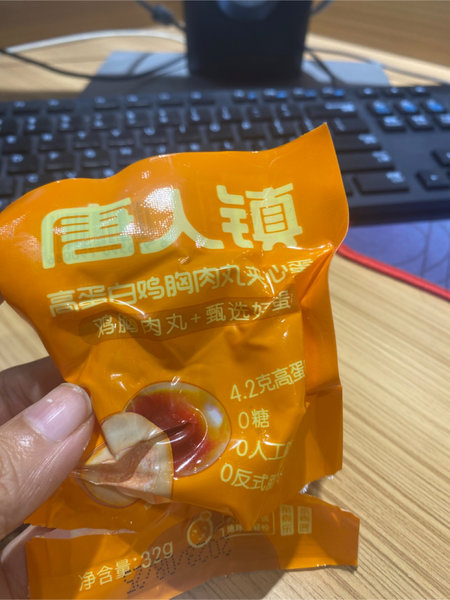 唐人镇
高蛋白鸡胸肉丸夹心蛋
鸡胸肉丸+甄选好蛋
4.2克高蛋
0糖
0人工
0反式
净含量:32g